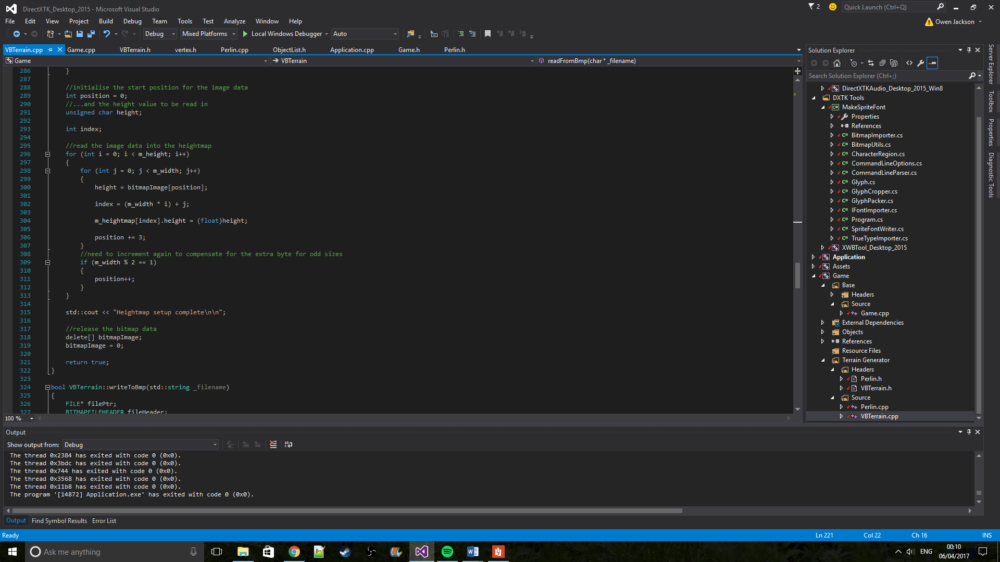 DirectXTK_Desktop_2015 - Microsoft Visual Studio
2
Quick Launch (Ctrl+Q)
File Edit View Project Build Debug Team Tools Test Analyze Window Help
Owen Jackson
Debug Mixed Platforms Local Windows Debugger Auto
VBTerrain.cpp Game.cpp VBTerrain.h vertex.h Perlin.cpp ObjectList.h Application.cpp Game.h Perlin.h
Game VBTerrain readFromBmp(char * _filename)
286 }
287
288 //initialise the start position for the image data
289 int position = 0;
290 //...and the height value to be read in
291 unsigned char height;
292
293 int index;
294
295 //read the image data into the heightmap
296 for (int i = 0; i < m_height; i++)
297 {
298 for (int j = 0; j < m_width; j++)
299 {
300 height = bitmapImage[position];
301
302 index = (m_width * i) + j;
303
304 m_heightmap[index].height = (float)height;
305
306 position += 3;
307 }
308 //need to increment again to compensate for the extra byte for odd sizes
309 if (m_width % 2 == 1)
310 {
311 position++;
312 }
313 }
314
315 std::cout << "Heightmap setup complete\n\n";
316
317 //release the bitmap data
318 delete[] bitmapImage;
319 bitmapImage = 0;
320
321 return true;
322 }
323
324 bool VBTerrain::writeToBmp(std::string _filename)
325 {
326 FILE* filePtr;
327 BITMAPFILEHEADER fileHeader;
100 %
Solution Explorer
Search Solution Explorer (Ctrl+;)
DirectXTKAudio_Desktop_2015_Win8
DXTK Tools
MakeSpriteFont
Properties
References
BitmapImporter.cs
BitmapUtils.cs
CharacterRegion.cs
CommandLineOptions.cs
CommandLineParser.cs
Glyph.cs
GlyphCropper.cs
GlyphPacker.cs
IFontImporter.cs
Program.cs
SpriteFontWriter.cs
TrueTypeImporter.cs
XWBTool_Desktop_2015
Application
Assets
Game
Base
Headers
Source
Game.cpp
External Dependencies
Objects
References
Resource Files
Terrain Generator
Headers
Perlin.h
VBTerrain.h
Source
Perlin.cpp
VBTerrain.cpp
Server Explorer
Toolbox
Properties
Diagnostic Tools
Output
Show output from: Debug
The thread 0x2384 has exited with code 0 (0x0).
The thread 0x3bdc has exited with code 0 (0x0).
The thread 0x744 has exited with code 0 (0x0).
The thread 0x3568 has exited with code 0 (0x0).
The thread 0x11b8 has exited with code 0 (0x0).
The program '[14872] Application.exe' has exited with code 0 (0x0).
Output Find Symbol Results Error List
Ready Ln 221 Col 22 Ch 16 INS
Ask me anything
ENG
00:10
06/04/2017